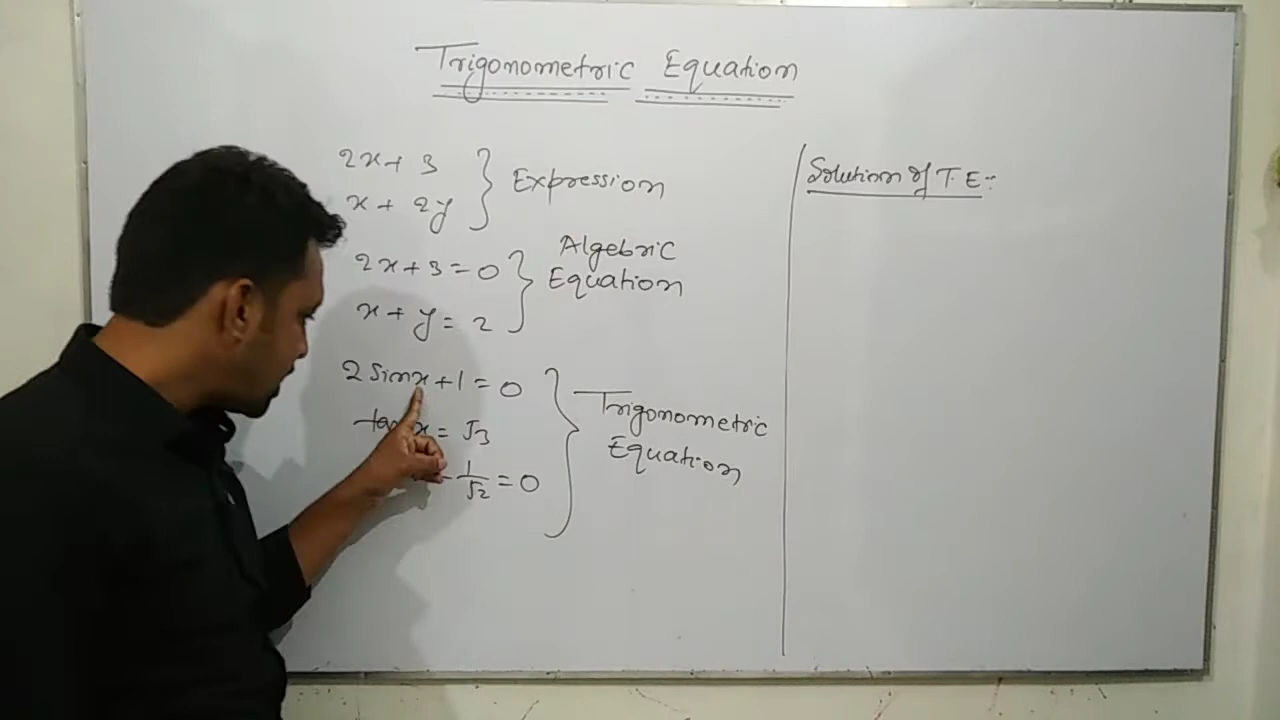 Trigonometric Equation
2x + 3
x + 2y
Expression
2x + 3 = 0
x + y = 2
Algebric
Equation
2 Sinx + 1 = 0
tan x = √3
- 1/√2 = 0
Trigonometric
Equation
Solution of T.E:-